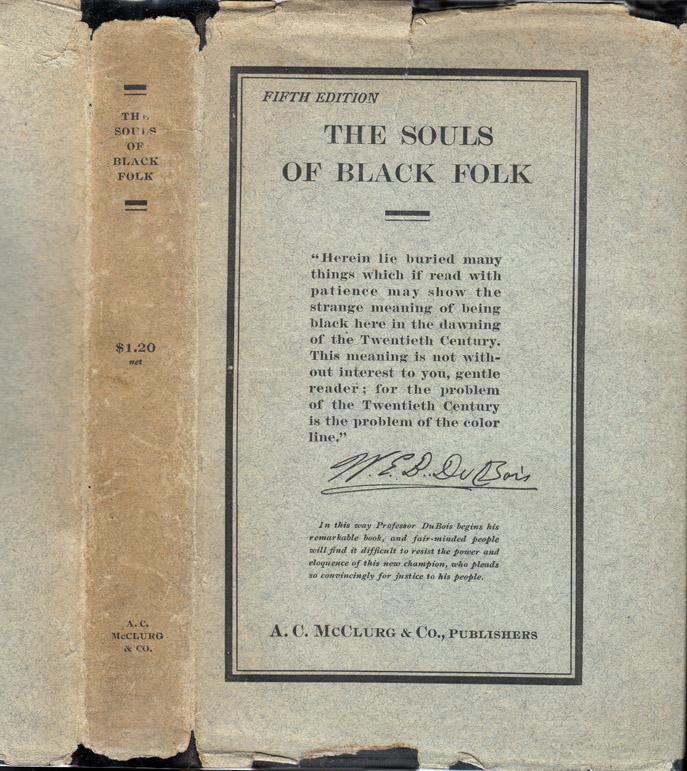 THE
SOULS
OF
BLACK
FOLK
$1.20
net
A. C.
McCLURG
& CO.
FIFTH EDITION
THE SOULS
OF BLACK FOLK
“Herein lie buried many
things which if read with
patience may show the
strange meaning of being
black here in the dawning
of the Twentieth Century.
This meaning is not with-
out interest to you, gentle
reader; for the problem
of the Twentieth Century
is the problem of the color
line.”
W. E. B. Du Bois
In this way Professor DuBois begins his
remarkable book, and fair-minded people
will find it difficult to resist the power and
eloquence of this new champion, who pleads
so convincingly for justice to his people.
A. C. McCLURG & CO., PUBLISHERS